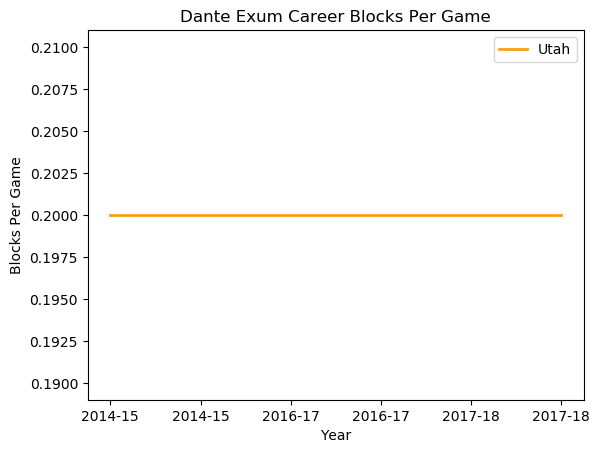 Dante Exum Career Blocks Per Game
Utah
0.2100
0.2075
0.2050
0.2025
0.2000
0.1975
0.1950
0.1925
0.1900
Blocks Per Game
2014-15 2014-15 2016-17 2016-17 2017-18 2017-18
Year